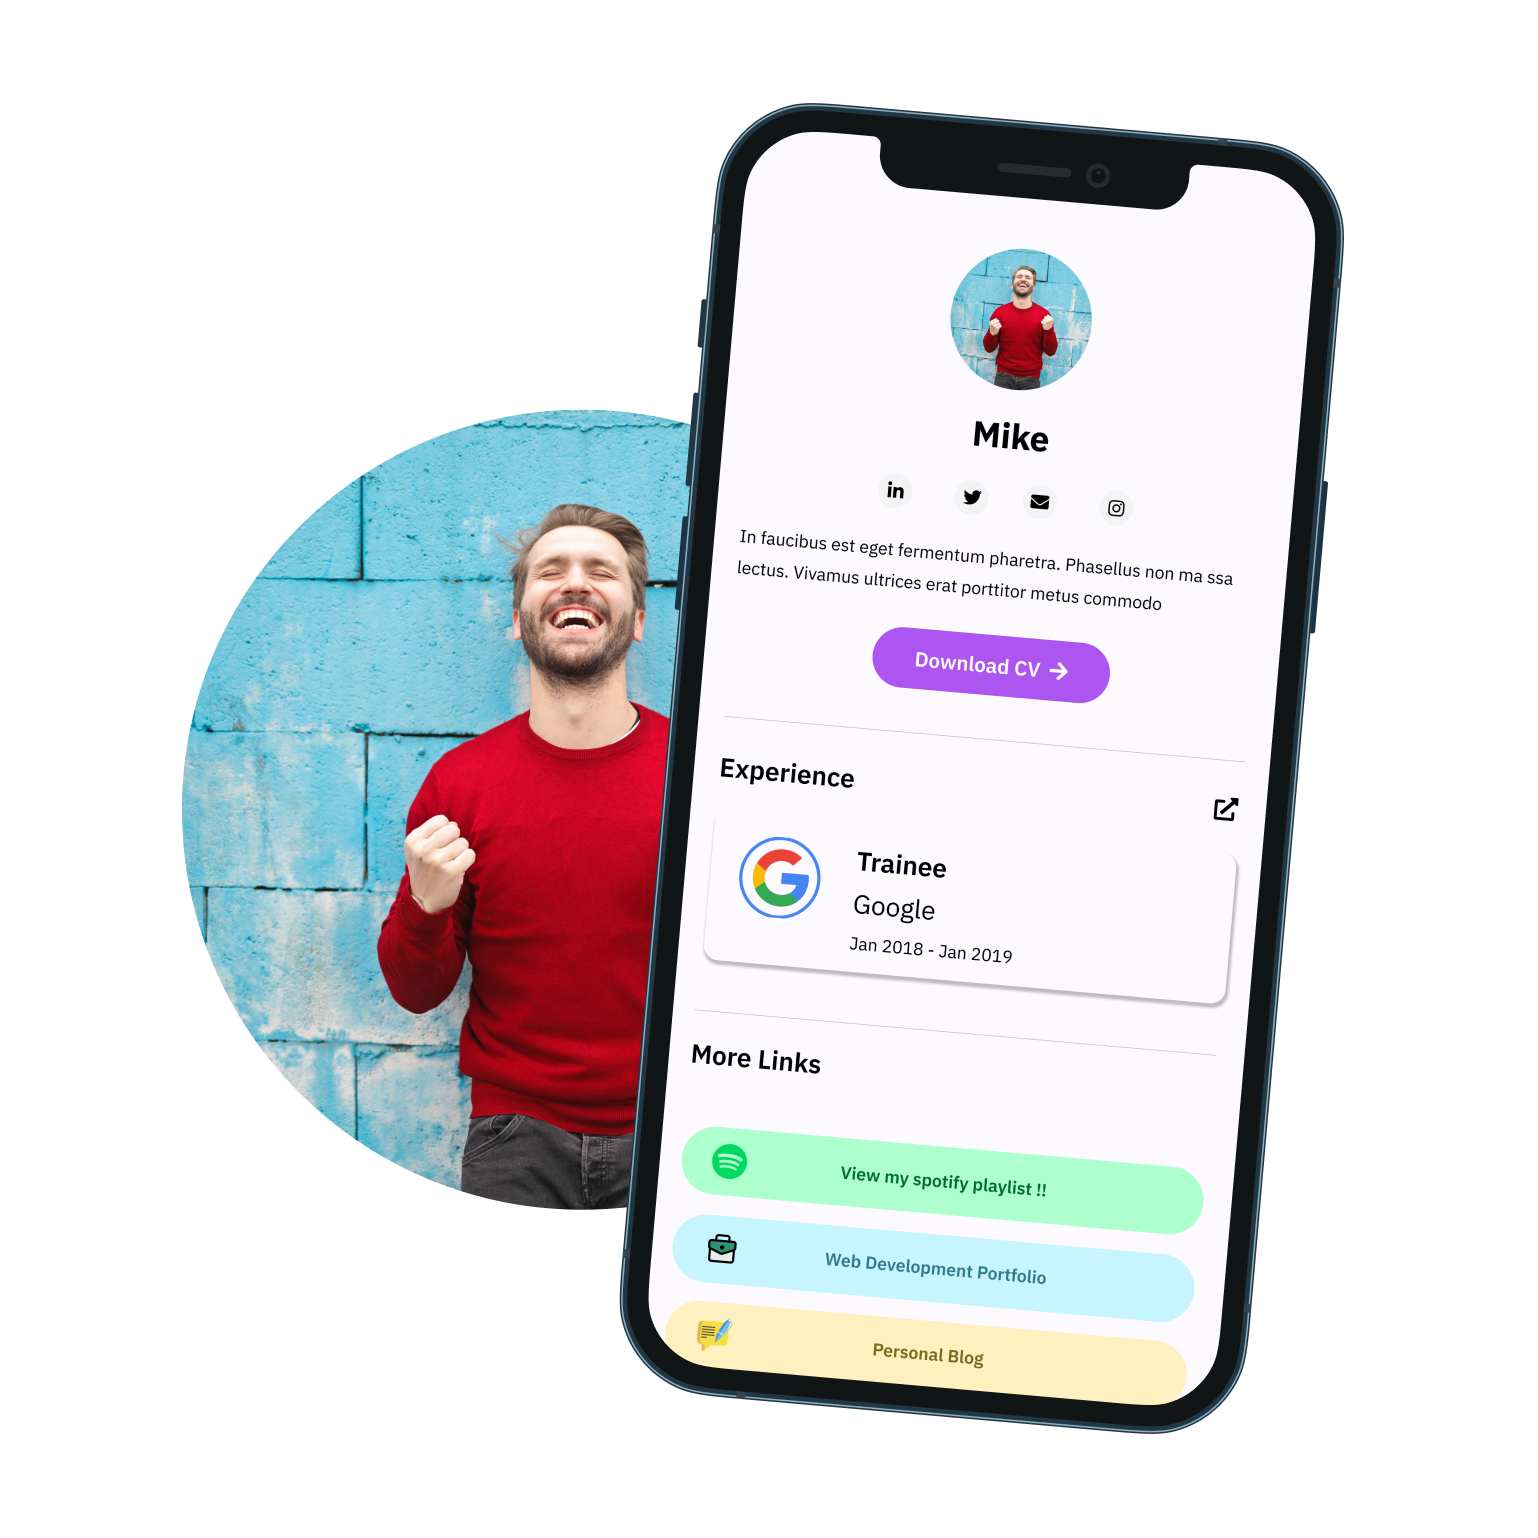 Mike
in
In faucibus est eget fermentum pharetra. Phasellus non ma ssa
lectus. Vivamus ultrices erat porttitor metus commodo
Download CV →
Experience
Trainee
Google
Jan 2018 - Jan 2019
More Links
View my spotify playlist !!
Web Development Portfolio
Personal Blog